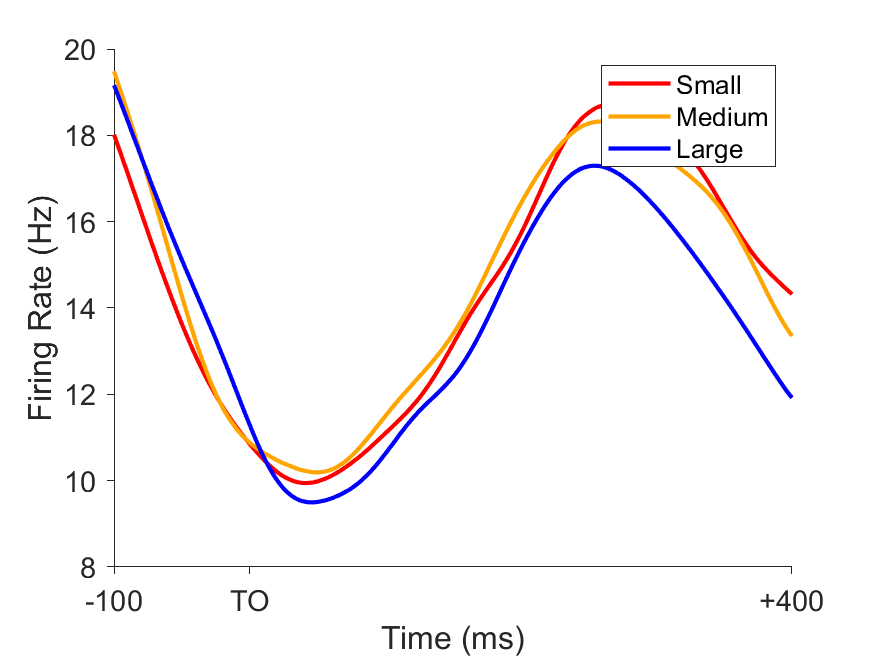 20
18
16
14
12
10
8
Firing Rate (Hz)
Small
Medium
Large
-100
TO
+400
Time (ms)